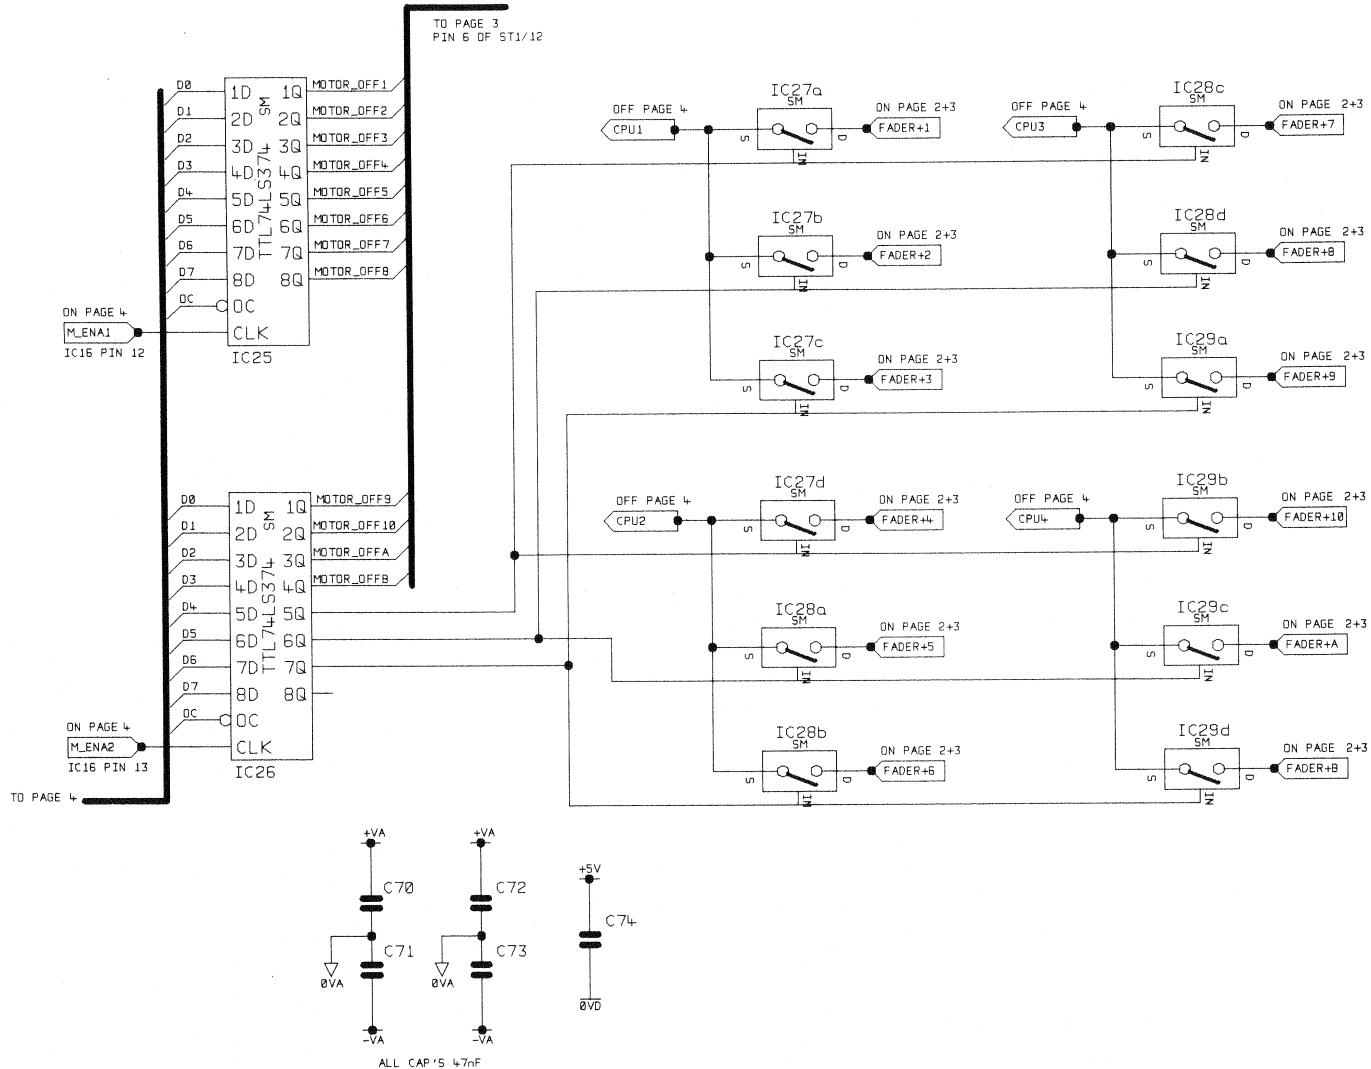 TO PAGE 3
PIN 6 OF ST1/12
D0 1D 1Q MOTOR_OFF1
D1 2D 2Q MOTOR_OFF2
D2 3D 3Q MOTOR_OFF3
D3 4D 4Q MOTOR_OFF4
D4 5D 5Q MOTOR_OFF5
D5 6D 6Q MOTOR_OFF6
D6 7D 7Q MOTOR_OFF7
D7 8D 8Q MOTOR_OFF8
OC OC
CLK
SM
TTL74LS374
IC25
ON PAGE 4
M_ENA1
IC16 PIN 12
D0 1D 1Q MOTOR_OFF9
D1 2D 2Q MOTOR_OFF10
D2 3D 3Q MOTOR_OFFA
D3 4D 4Q MOTOR_OFFB
D4 5D 5Q
D5 6D 6Q
D6 7D 7Q
D7 8D 8Q
OC OC
CLK
SM
TTL74LS374
IC26
ON PAGE 4
M_ENA2
IC16 PIN 13
TO PAGE 4
OFF PAGE 4
CPU1
IC27a
SM
S D
IN
ON PAGE 2+3
FADER+1
IC27b
SM
S D
IN
ON PAGE 2+3
FADER+2
IC27c
SM
S D
IN
ON PAGE 2+3
FADER+3
OFF PAGE 4
CPU2
IC27d
SM
S D
IN
ON PAGE 2+3
FADER+4
IC28a
SM
S D
IN
ON PAGE 2+3
FADER+5
IC28b
SM
S D
IN
ON PAGE 2+3
FADER+6
OFF PAGE 4
CPU3
IC28c
SM
S D
IN
ON PAGE 2+3
FADER+7
IC28d
SM
S D
IN
ON PAGE 2+3
FADER+8
IC29a
SM
S D
IN
ON PAGE 2+3
FADER+9
OFF PAGE 4
CPU4
IC29b
SM
S D
IN
ON PAGE 2+3
FADER+10
IC29c
SM
S D
IN
ON PAGE 2+3
FADER+A
IC29d
SM
S D
IN
ON PAGE 2+3
FADER+B
+VA
C70
C71
0VA
-VA
+VA
C72
C73
0VA
-VA
+5V
C74
0VD
ALL CAP'S 47nF